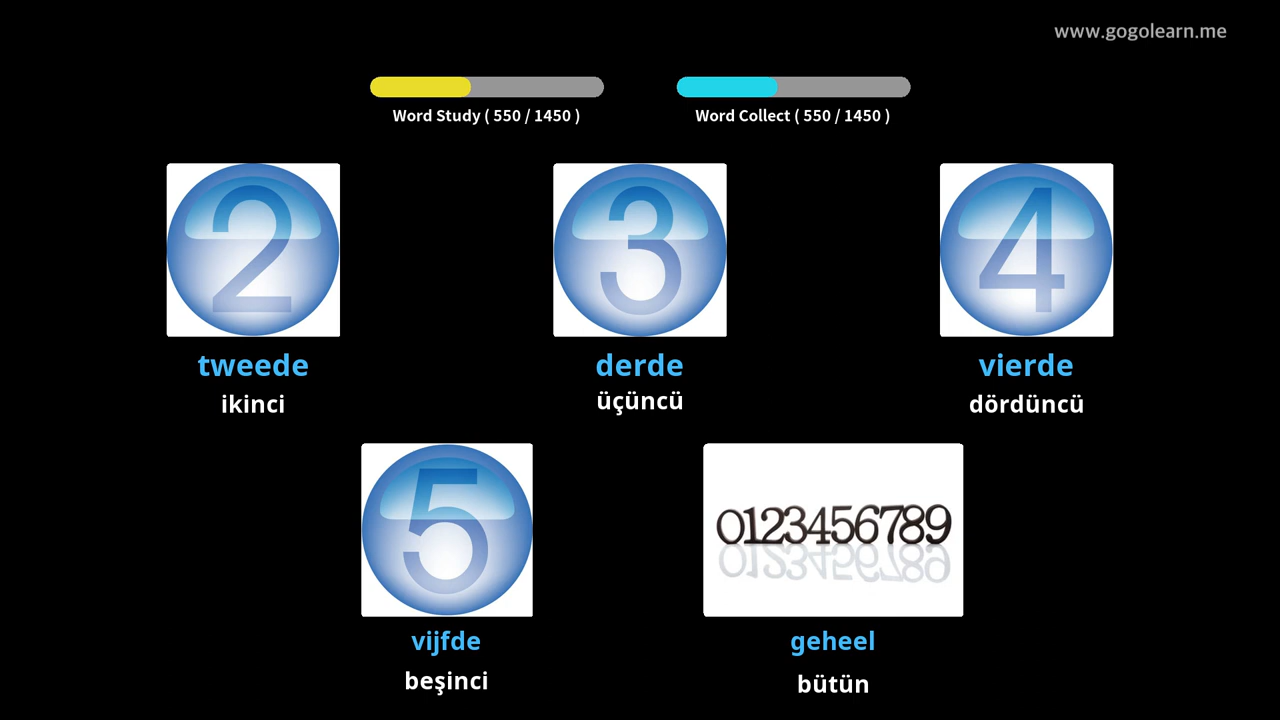 www.gogolearn.me
Word Study ( 550 / 1450 )
Word Collect ( 550 / 1450 )
2
3
4
tweede
derde
vierde
ikinci
üçüncü
dördüncü
5
0123456789
vijfde
geheel
beşinci
bütün